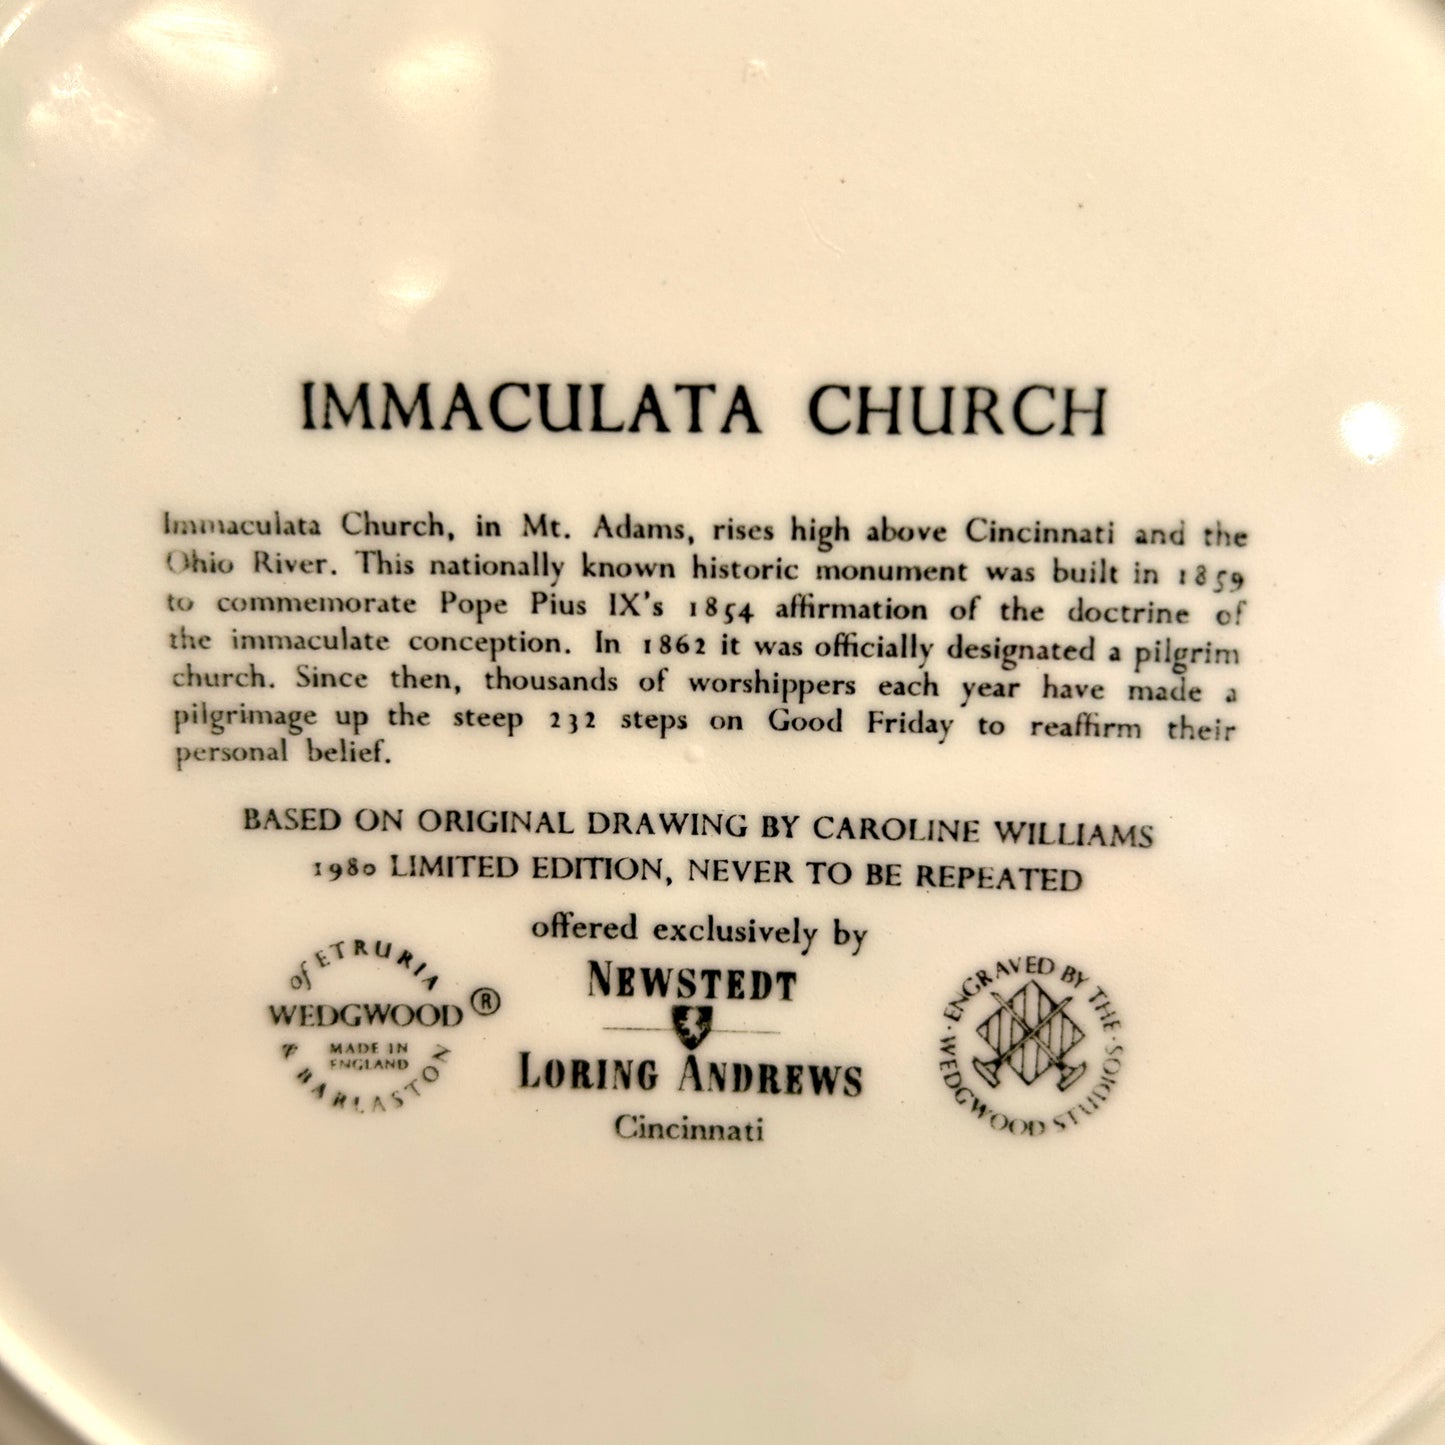 IMMACULATA CHURCH
Immaculata Church, in Mt. Adams, rises high above Cincinnati and the
Ohio River. This nationally known historic monument was built in 1859
to commemorate Pope Pius IX's 1854 affirmation of the doctrine of
the immaculate conception. In 1862 it was officially designated a pilgrim
church. Since then, thousands of worshippers each year have made a
pilgrimage up the steep 232 steps on Good Friday to reaffirm their
personal belief.
BASED ON ORIGINAL DRAWING BY CAROLINE WILLIAMS
1980 LIMITED EDITION, NEVER TO BE REPEATED
offered exclusively by
NEWSTEDT
LORING ANDREWS
Cincinnati
of ETRURIA
WEDGWOOD ®
MADE IN
ENGLAND
& BARLASTON
ENGRAVED BY THE · WEDGWOOD STUDIOS ·